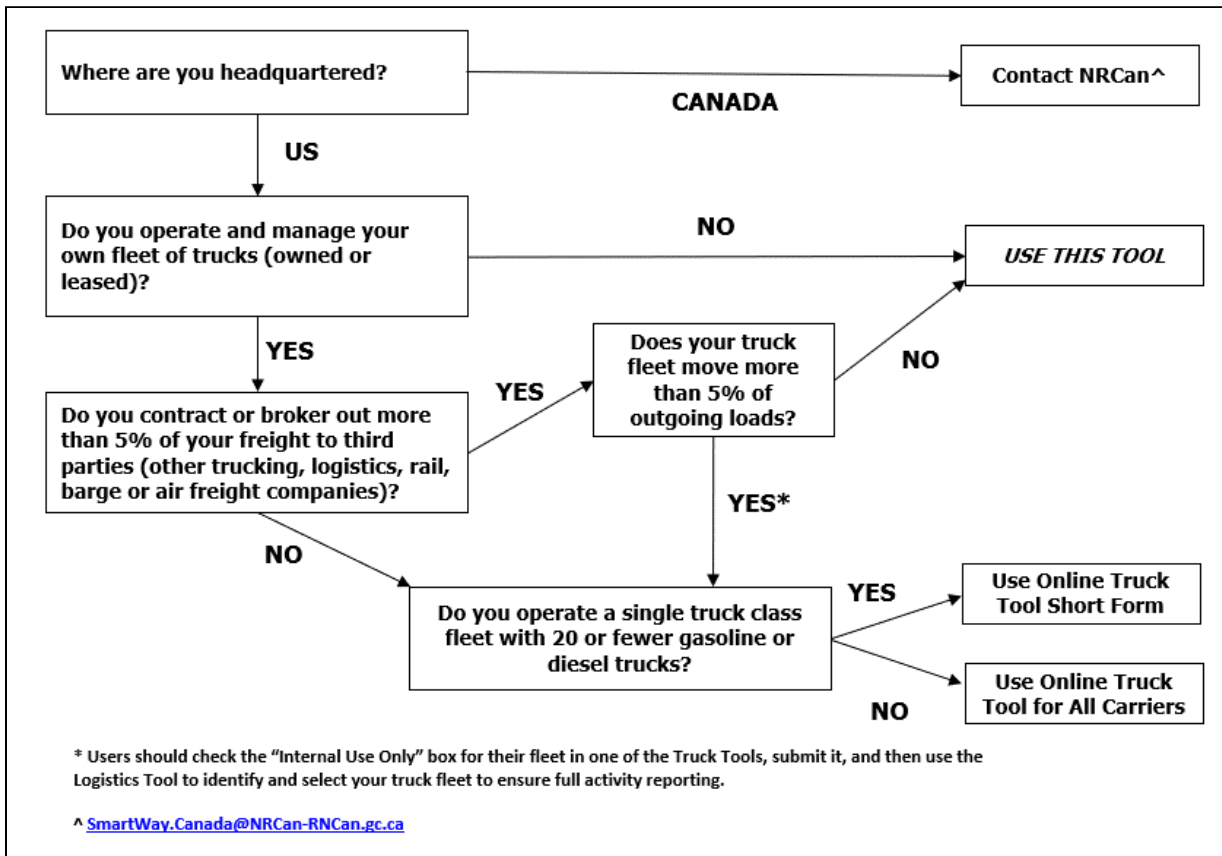 Where are you headquartered?
CANADA
Contact NRCan^
US
Do you operate and manage your
own fleet of trucks (owned or
leased)?
NO
USE THIS TOOL
YES
Do you contract or broker out more
than 5% of your freight to third
parties (other trucking, logistics, rail,
barge or air freight companies)?
YES
Does your truck
fleet move more
than 5% of
outgoing loads?
NO
YES*
NO
Do you operate a single truck class
fleet with 20 or fewer gasoline or
diesel trucks?
YES
Use Online Truck
Tool Short Form
NO
Use Online Truck
Tool for All Carriers
* Users should check the “Internal Use Only” box for their fleet in one of the Truck Tools, submit it, and then use the
Logistics Tool to identify and select your truck fleet to ensure full activity reporting.
^ SmartWay.Canada@NRCan-RNCan.gc.ca